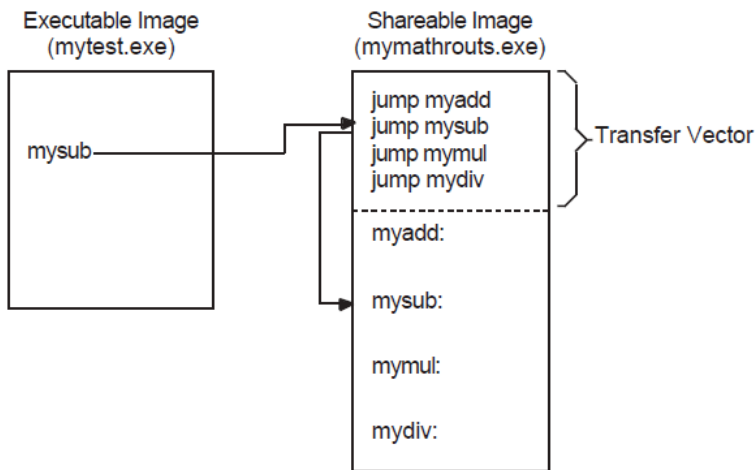 Executable Image
(mytest.exe)
mysub
Shareable Image
(mymathrouts.exe)
jump myadd
jump mysub
jump mymul
jump mydiv
Transfer Vector
myadd:
mysub:
mymul:
mydiv: